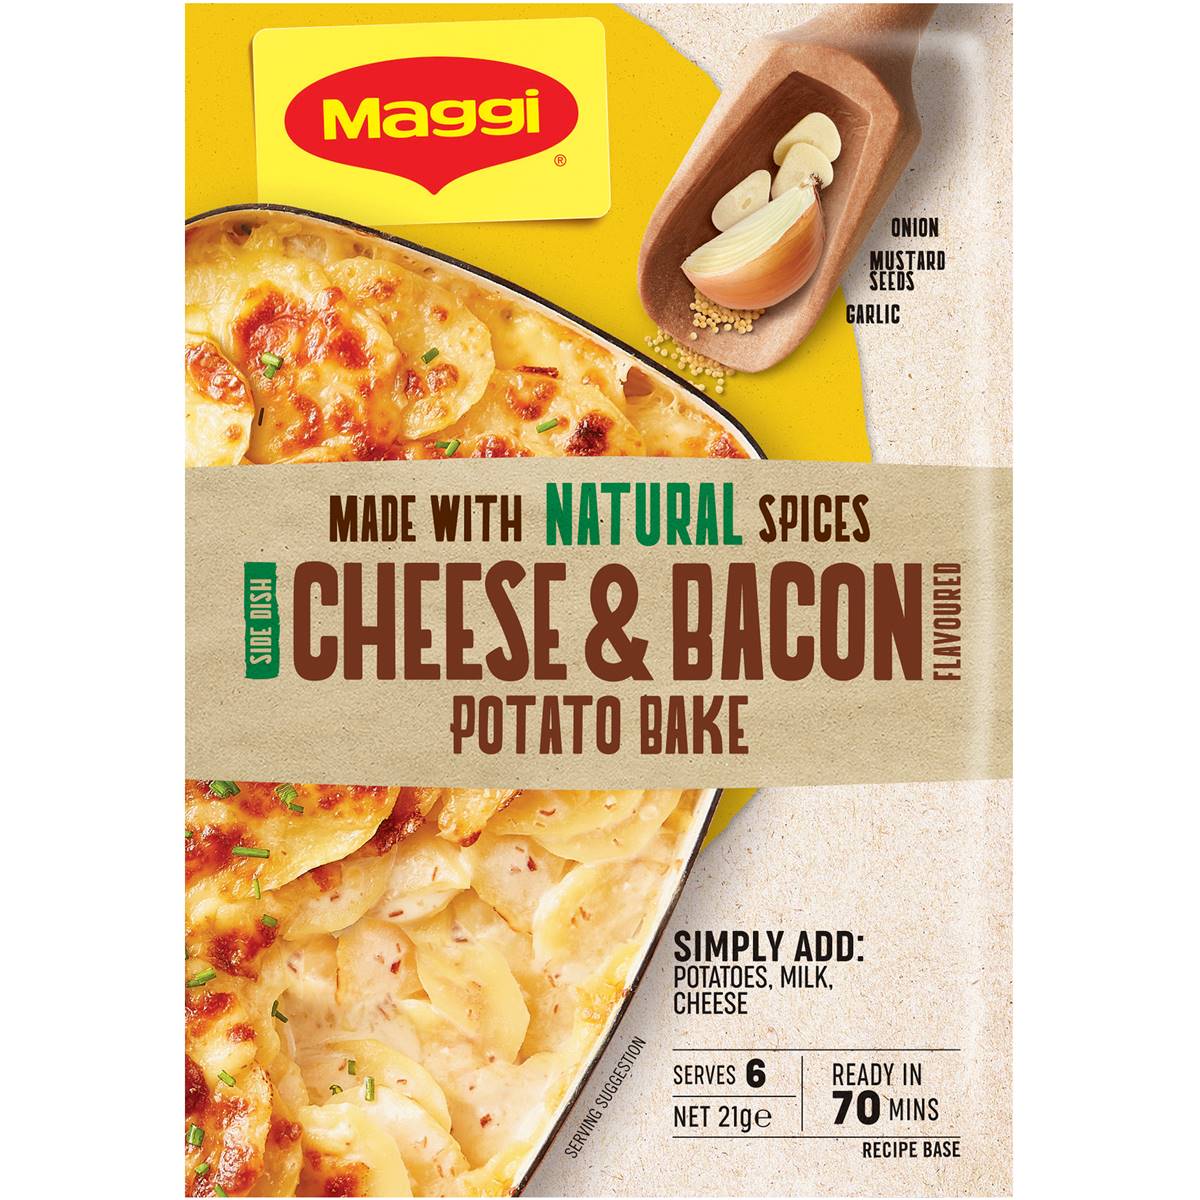 Maggi
®
ONION
MUSTARD
SEEDS
GARLIC
MADE WITH NATURAL SPICES
SIDE DISH
CHEESE & BACON
FLAVOURED
POTATO BAKE
SIMPLY ADD:
POTATOES, MILK,
CHEESE
SERVING SUGGESTION
SERVES 6
NET 21g℮
READY IN
70 MINS
RECIPE BASE